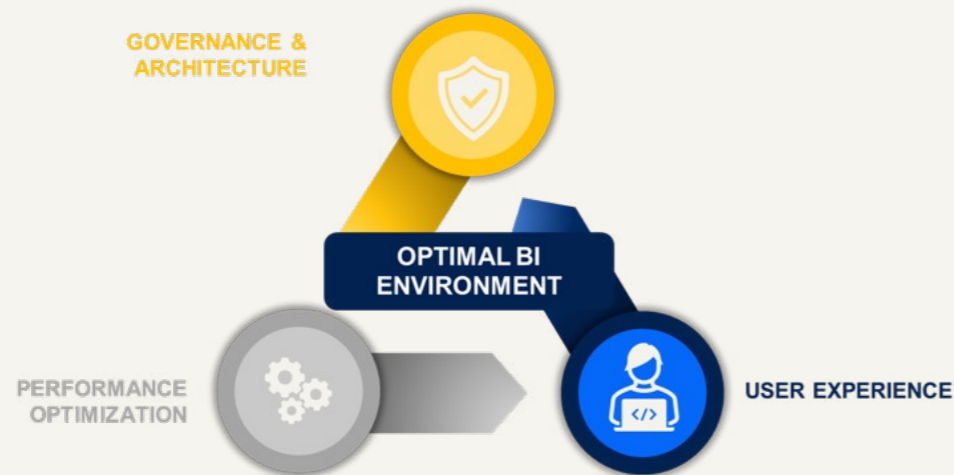 GOVERNANCE &
ARCHITECTURE
OPTIMAL BI
ENVIRONMENT
PERFORMANCE
OPTIMIZATION
</>
USER EXPERIENCE